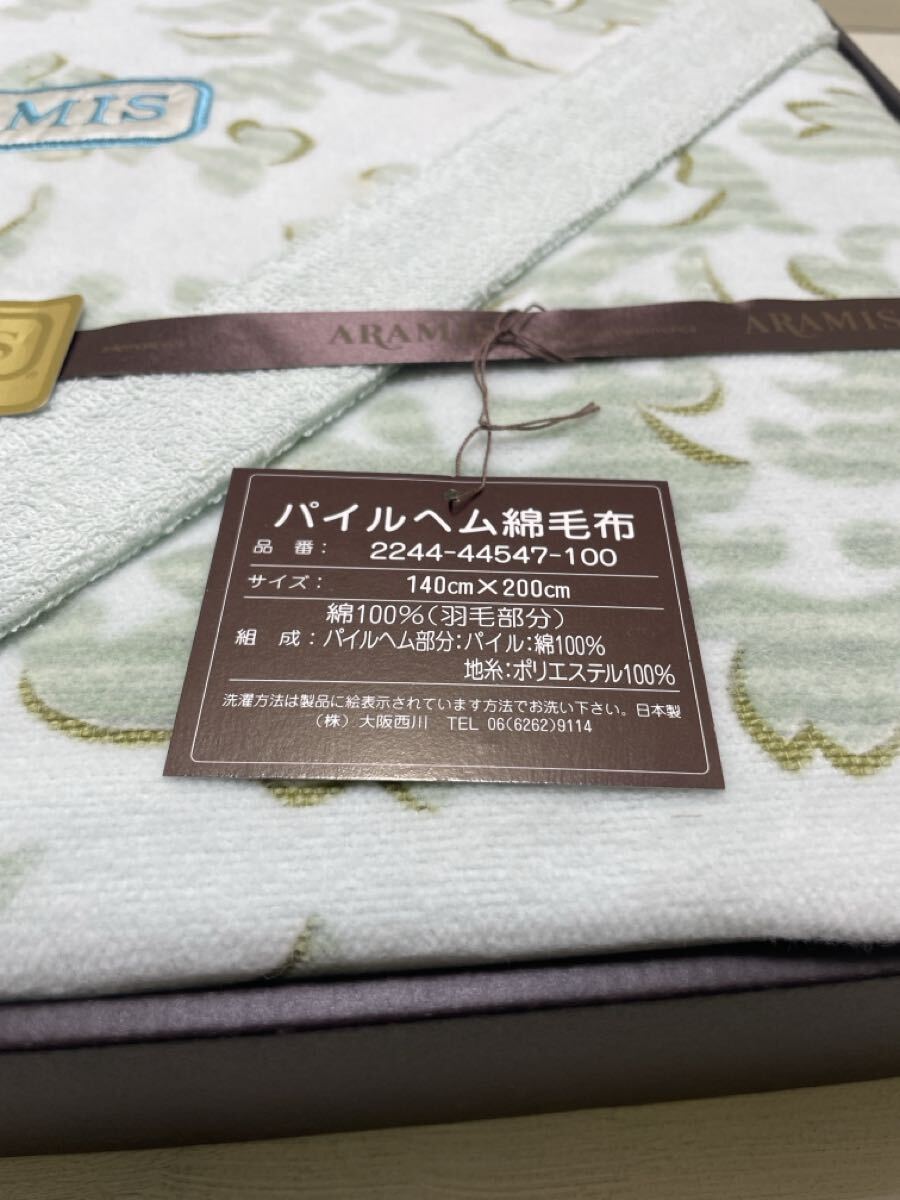 MIS
ARAMIS
ARAMIS
S
パイルヘム綿毛布
品 番： 2244-44547-100
サイズ： 140cm×200cm
綿100%(羽毛部分)
組 成：パイルヘム部分：パイル：綿100%
地糸：ポリエステル100%
洗濯方法は製品に絵表示されています方法でお洗い下さい。日本製
(株) 大阪西川 TEL 06(6262)9114